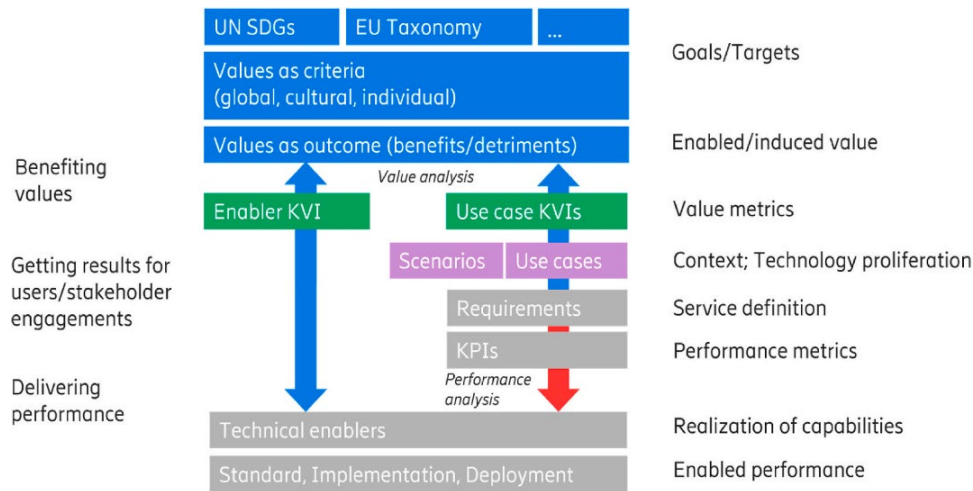 UN SDGs
EU Taxonomy
...
Goals/Targets
Values as criteria
(global, cultural, individual)
Values as outcome (benefits/detriments)
Enabled/induced value
Benefiting
values
Value analysis
Enabler KVI
Use case KVIs
Value metrics
Getting results for
users/stakeholder
engagements
Scenarios
Use cases
Context; Technology proliferation
Requirements
Service definition
KPIs
Performance metrics
Delivering
performance
Performance
analysis
Technical enablers
Realization of capabilities
Standard, Implementation, Deployment
Enabled performance